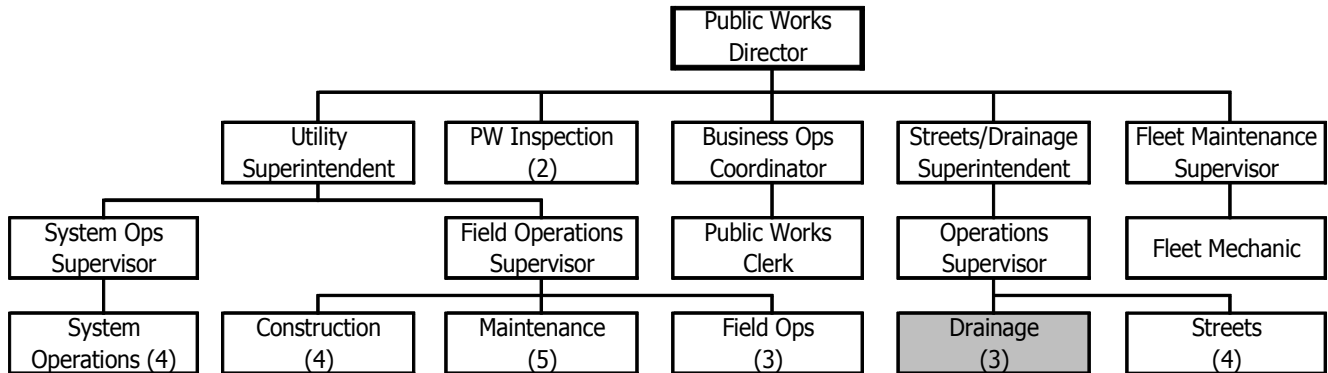 Public Works
Director
Utility
Superintendent
PW Inspection
(2)
Business Ops
Coordinator
Streets/Drainage
Superintendent
Fleet Maintenance
Supervisor
System Ops
Supervisor
Field Operations
Supervisor
Public Works
Clerk
Operations
Supervisor
Fleet Mechanic
System
Operations (4)
Construction
(4)
Maintenance
(5)
Field Ops
(3)
Drainage
(3)
Streets
(4)